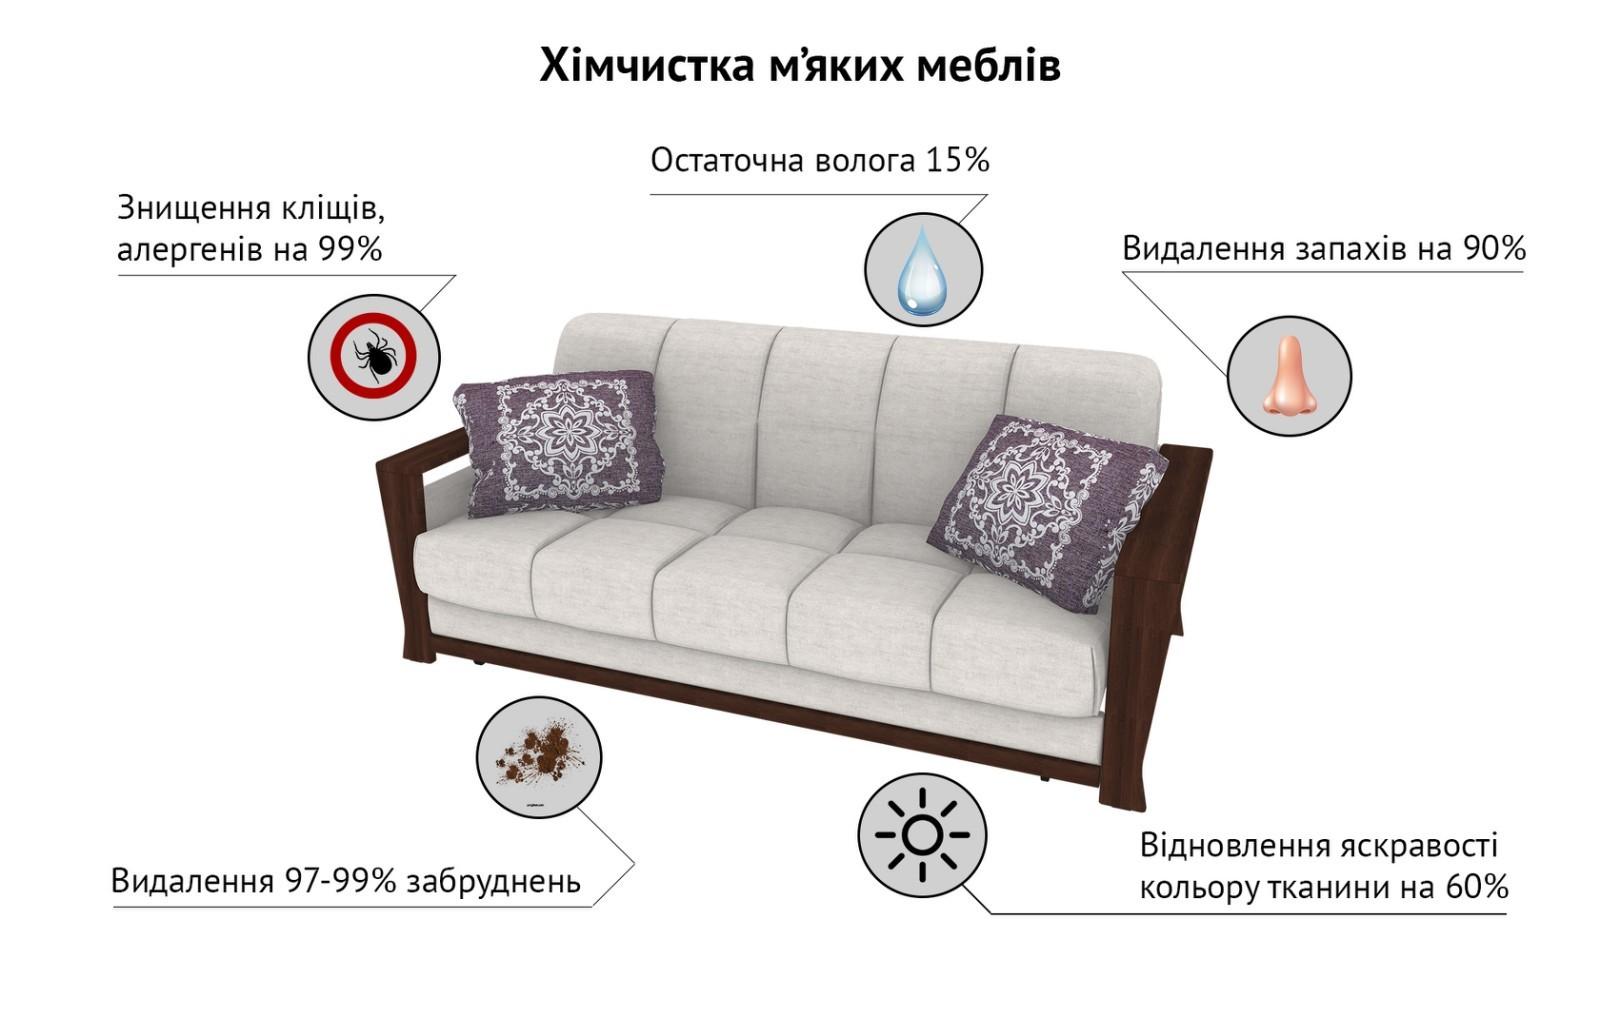 Хімчистка м’яких меблів
Остаточна волога 15%
Знищення кліщів,
алергенів на 99%
Видалення запахів на 90%
Видалення 97-99% забруднень
Відновлення яскравості
кольору тканини на 60%